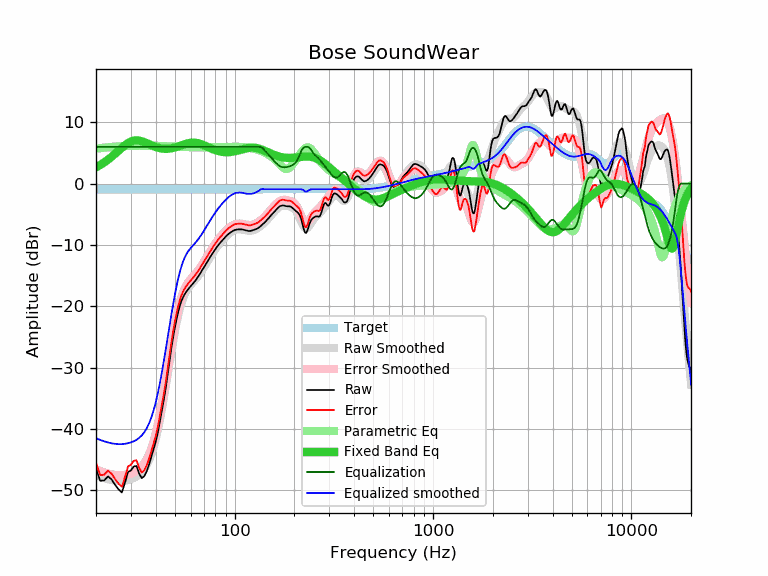 Bose SoundWear
Amplitude (dBr)
10
0
−10
−20
−30
−40
−50
Target
Raw Smoothed
Error Smoothed
Raw
Error
Parametric Eq
Fixed Band Eq
Equalization
Equalized smoothed
100
1000
10000
Frequency (Hz)